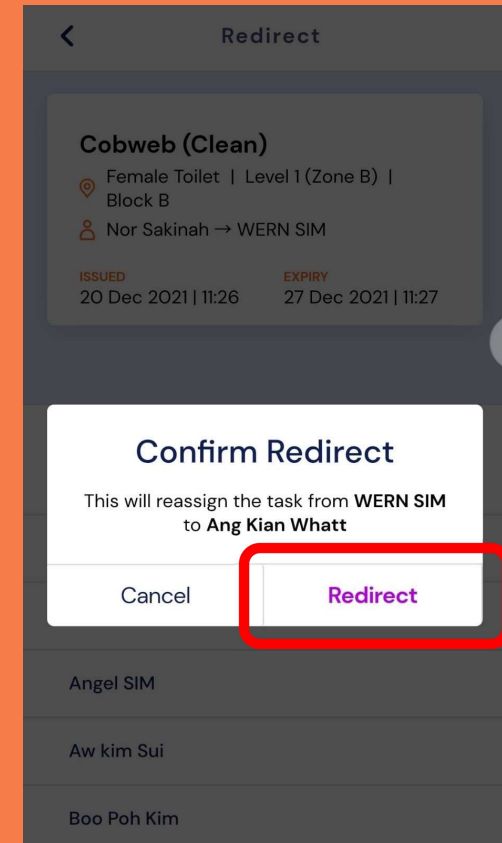 Redirect
Cobweb (Clean)
Female Toilet | Level 1 (Zone B) |
Block B
Nor Sakinah → WERN SIM
ISSUED EXPIRY
20 Dec 2021 | 11:26 27 Dec 2021 | 11:27
Confirm Redirect
This will reassign the task from WERN SIM
to Ang Kian Whatt
Cancel Redirect
Angel SIM
Aw kim Sui
Boo Poh Kim